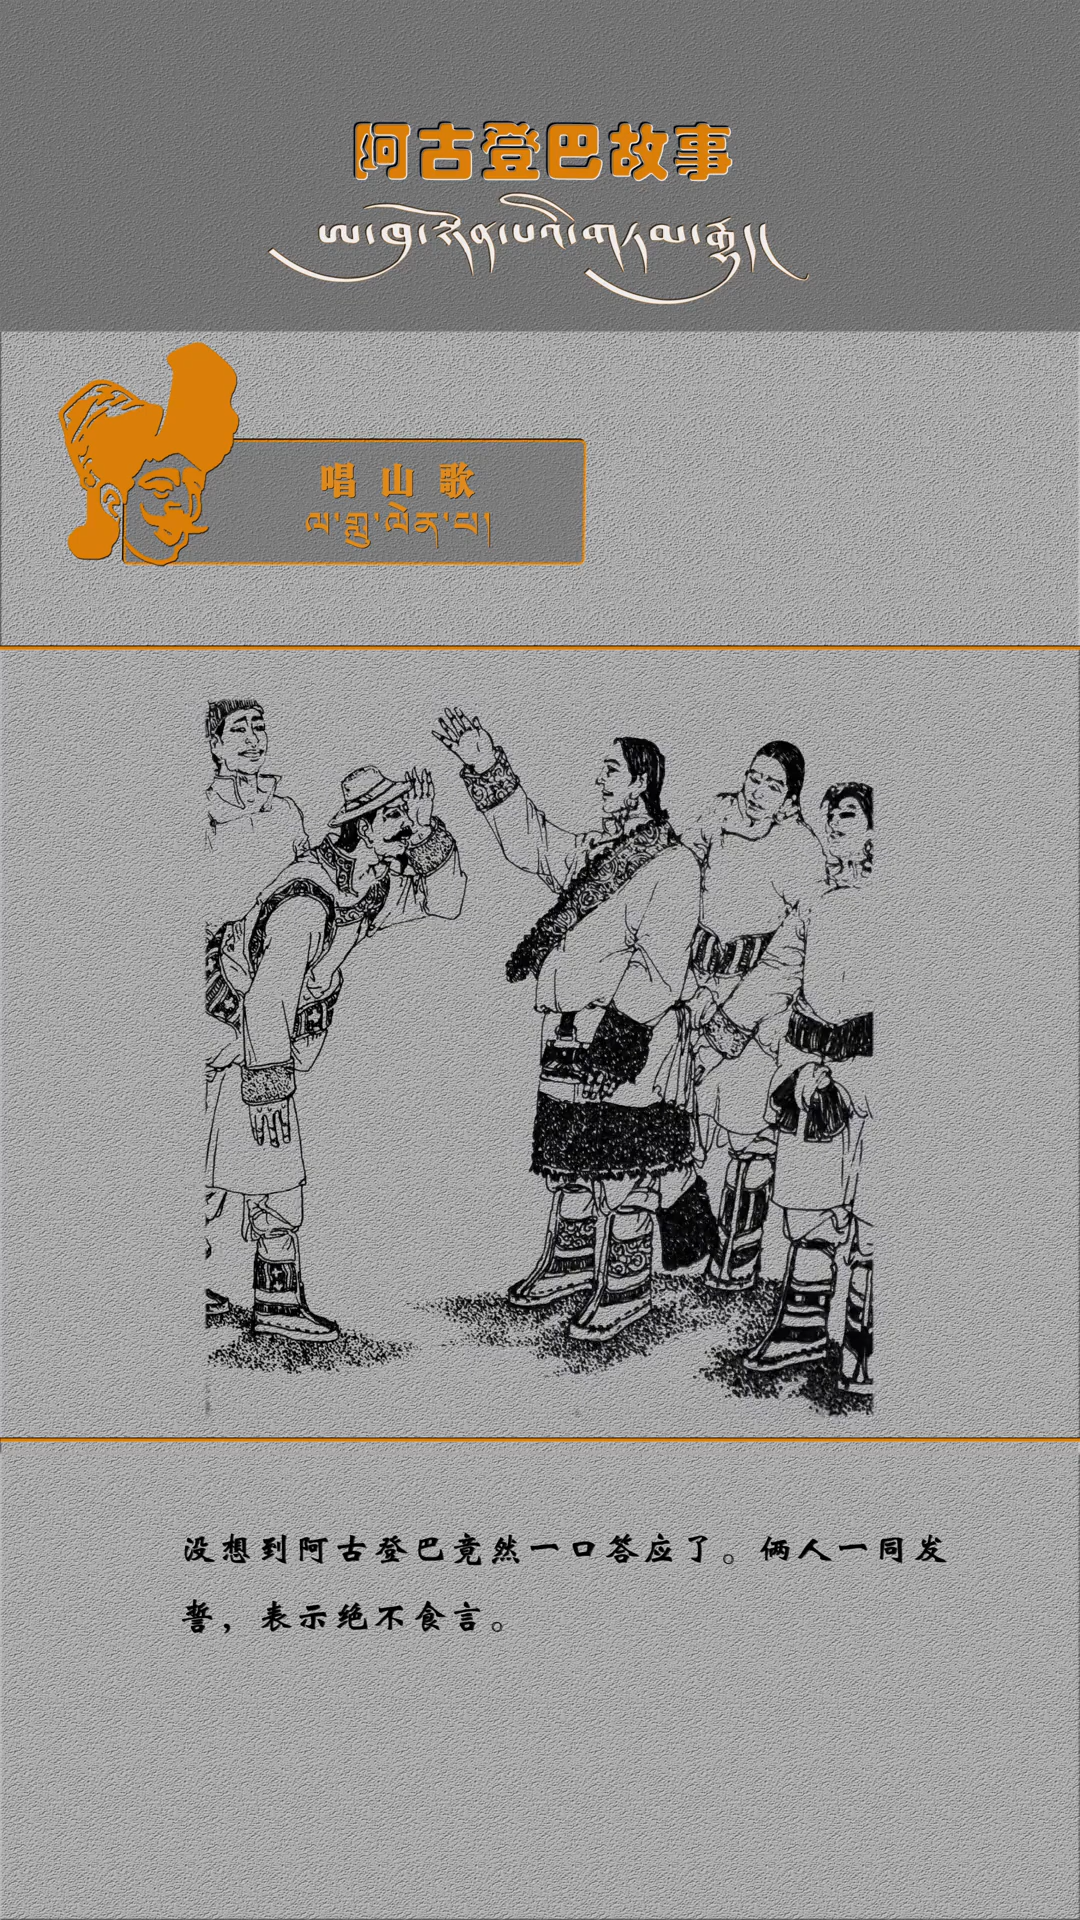 阿古登巴故事
ཨ་ཁུ་སྟོན་པའི་གཏམ་རྒྱུད།།
唱山歌
ལ་གླུ་ལེན་པ།
没想到阿古登巴竟然一口答应了。俩人一同发
誓，表示绝不食言。